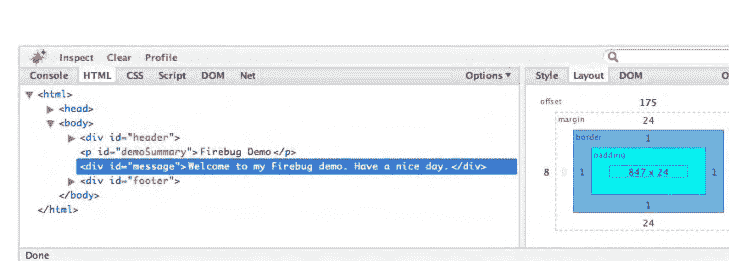 Inspect Clear Profile
Console HTML CSS Script DOM Net Options ▼ Style Layout DOM O
▼ <html>
▶ <head>
▼ <body>
▶ <div id="header">
<p id="demoSummary">Firebug Demo</p>
<div id="message">Welcome to my Firebug demo. Have a nice day.</div>
▶ <div id="footer">
</body>
</html>
offset 175
margin 24
border 1
padding
8 0 1 847 x 24 1
1
24
Done